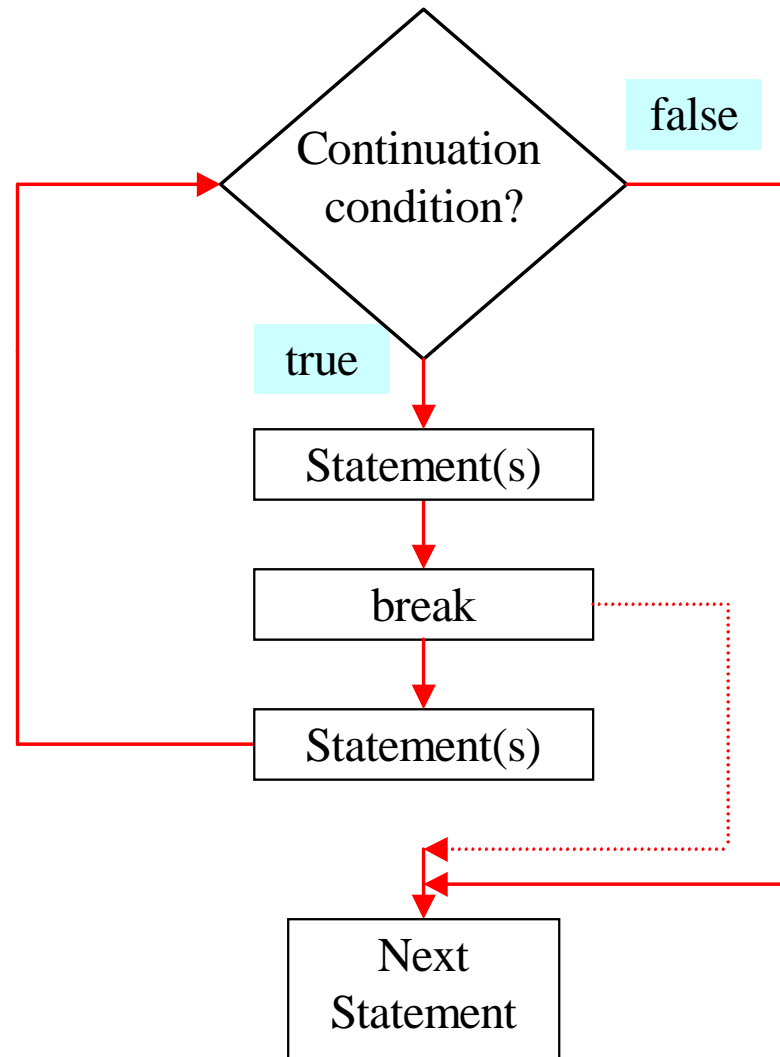 false
Continuation
condition?
true
Statement(s)
break
Statement(s)
Next
Statement